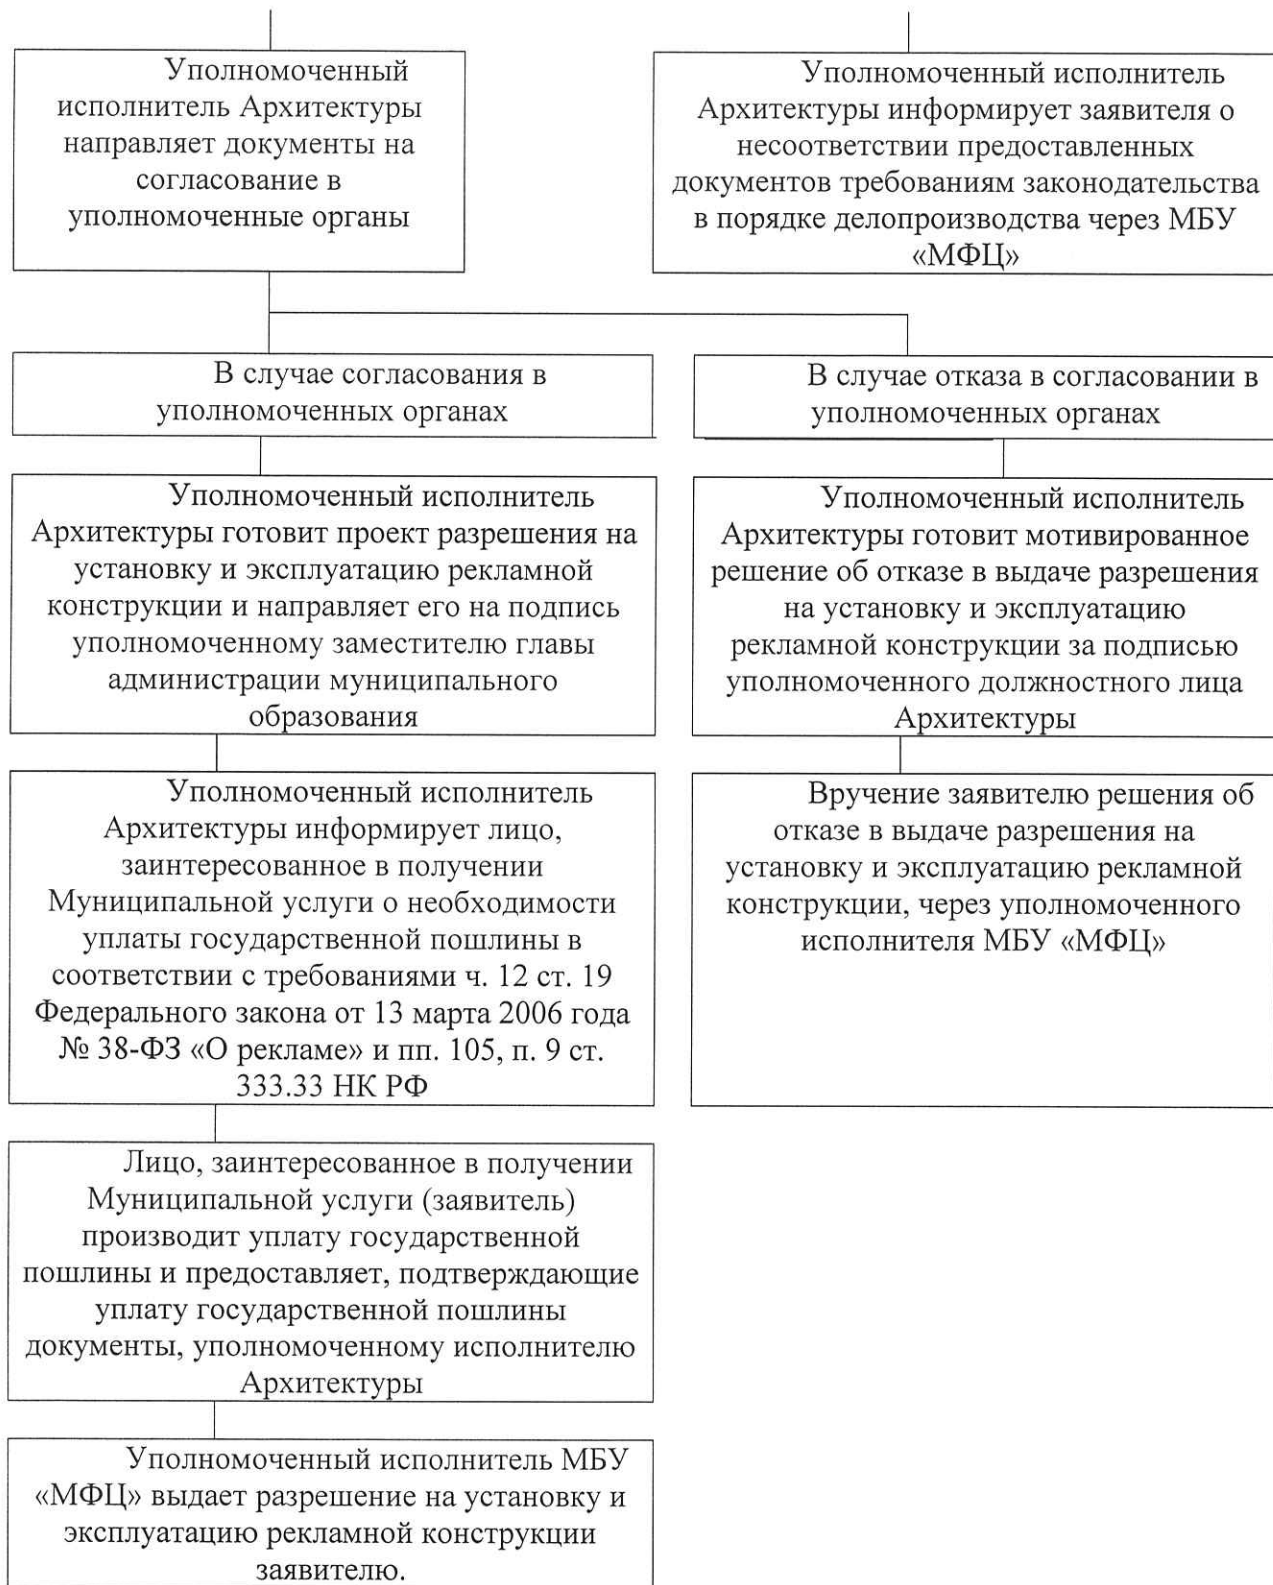 Уполномоченный
исполнитель Архитектуры
направляет документы на
согласование в
уполномоченные органы
Уполномоченный исполнитель
Архитектуры информирует заявителя о
несоответствии предоставленных
документов требованиям законодательства
в порядке делопроизводства через МБУ
«МФЦ»
В случае согласования в
уполномоченных органах
В случае отказа в согласовании в
уполномоченных органах
Уполномоченный исполнитель
Архитектуры готовит проект разрешения на
установку и эксплуатацию рекламной
конструкции и направляет его на подпись
уполномоченному заместителю главы
администрации муниципального
образования
Уполномоченный исполнитель
Архитектуры готовит мотивированное
решение об отказе в выдаче разрешения
на установку и эксплуатацию
рекламной конструкции за подписью
уполномоченного должностного лица
Архитектуры
Уполномоченный исполнитель
Архитектуры информирует лицо,
заинтересованное в получении
Муниципальной услуги о необходимости
уплаты государственной пошлины в
соответствии с требованиями ч. 12 ст. 19
Федерального закона от 13 марта 2006 года
№ 38-ФЗ «О рекламе» и пп. 105, п. 9 ст.
333.33 НК РФ
Вручение заявителю решения об
отказе в выдаче разрешения на
установку и эксплуатацию рекламной
конструкции, через уполномоченного
исполнителя МБУ «МФЦ»
Лицо, заинтересованное в получении
Муниципальной услуги (заявитель)
производит уплату государственной
пошлины и предоставляет, подтверждающие
уплату государственной пошлины
документы, уполномоченному исполнителю
Архитектуры
Уполномоченный исполнитель МБУ
«МФЦ» выдает разрешение на установку и
эксплуатацию рекламной конструкции
заявителю.